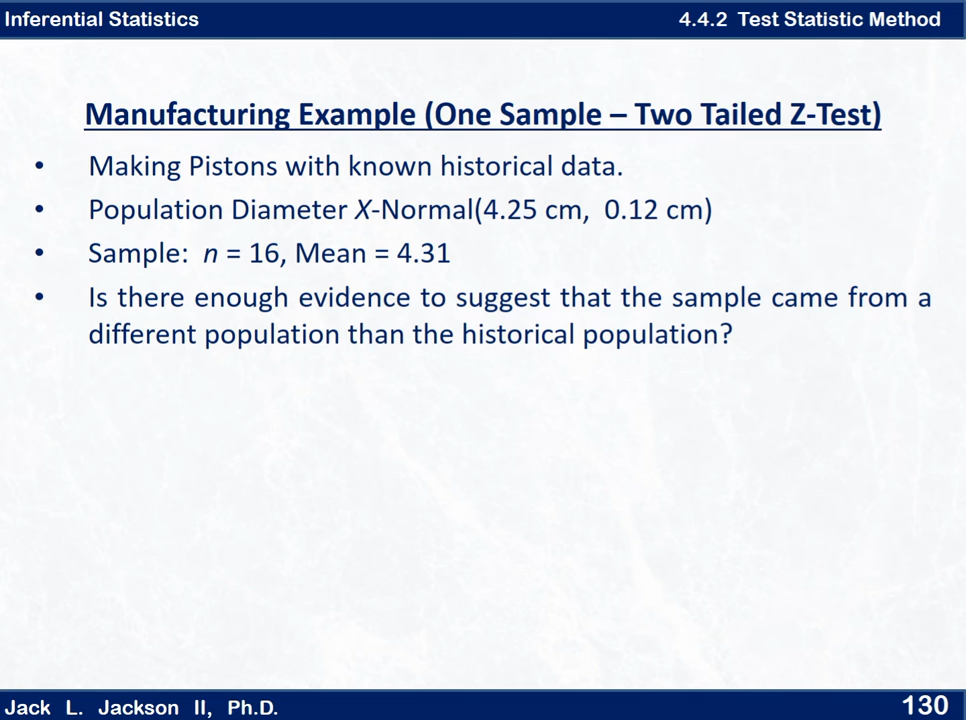 Inferential Statistics
4.4.2 Test Statistic Method
Manufacturing Example (One Sample – Two Tailed Z-Test)
• Making Pistons with known historical data.
• Population Diameter X-Normal(4.25 cm, 0.12 cm)
• Sample: n = 16, Mean = 4.31
• Is there enough evidence to suggest that the sample came from a
different population than the historical population?
Jack L. Jackson II, Ph.D.
130